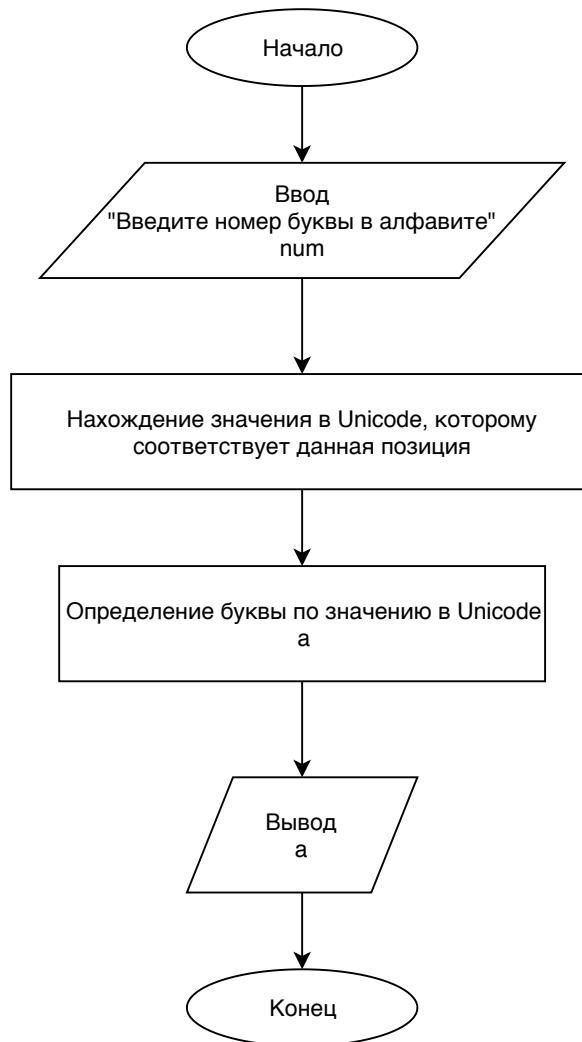 Начало
Ввод
"Введите номер буквы в алфавите"
num
Нахождение значения в Unicode, которому
соответствует данная позиция
Определение буквы по значению в Unicode
a
Вывод
a
Конец